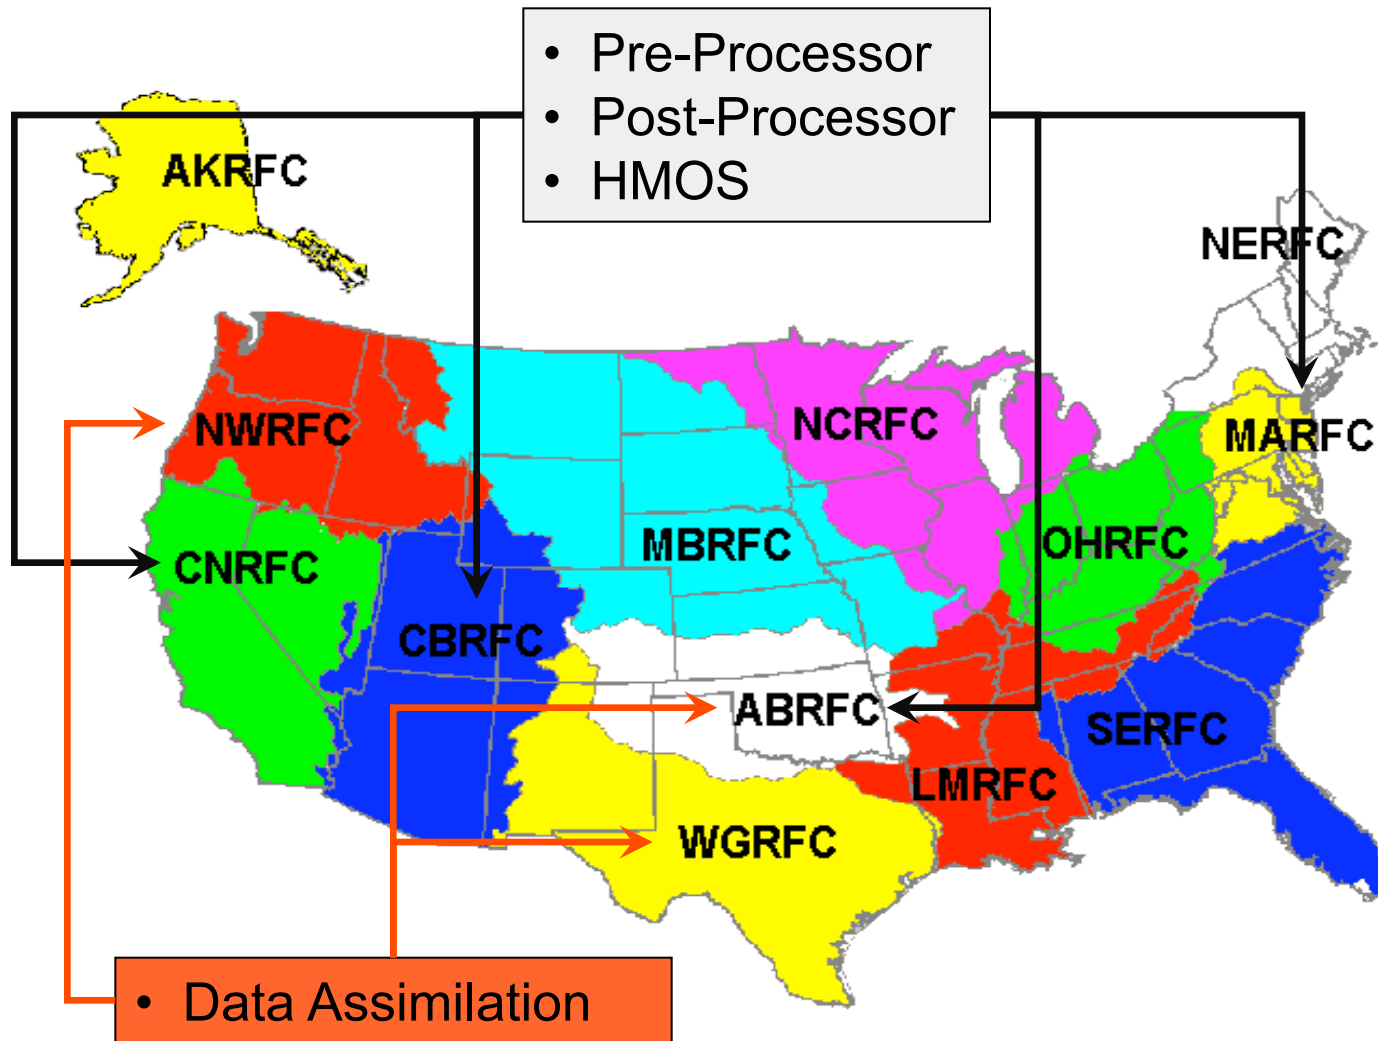 • Pre-Processor
• Post-Processor
• HMOS
AKRFC
NERFC
NWRFC
NCRFC
MARFC
MBRFC
OHRFC
CNRFC
CBRFC
ABRFC
SERFC
LMRFC
WGRFC
• Data Assimilation